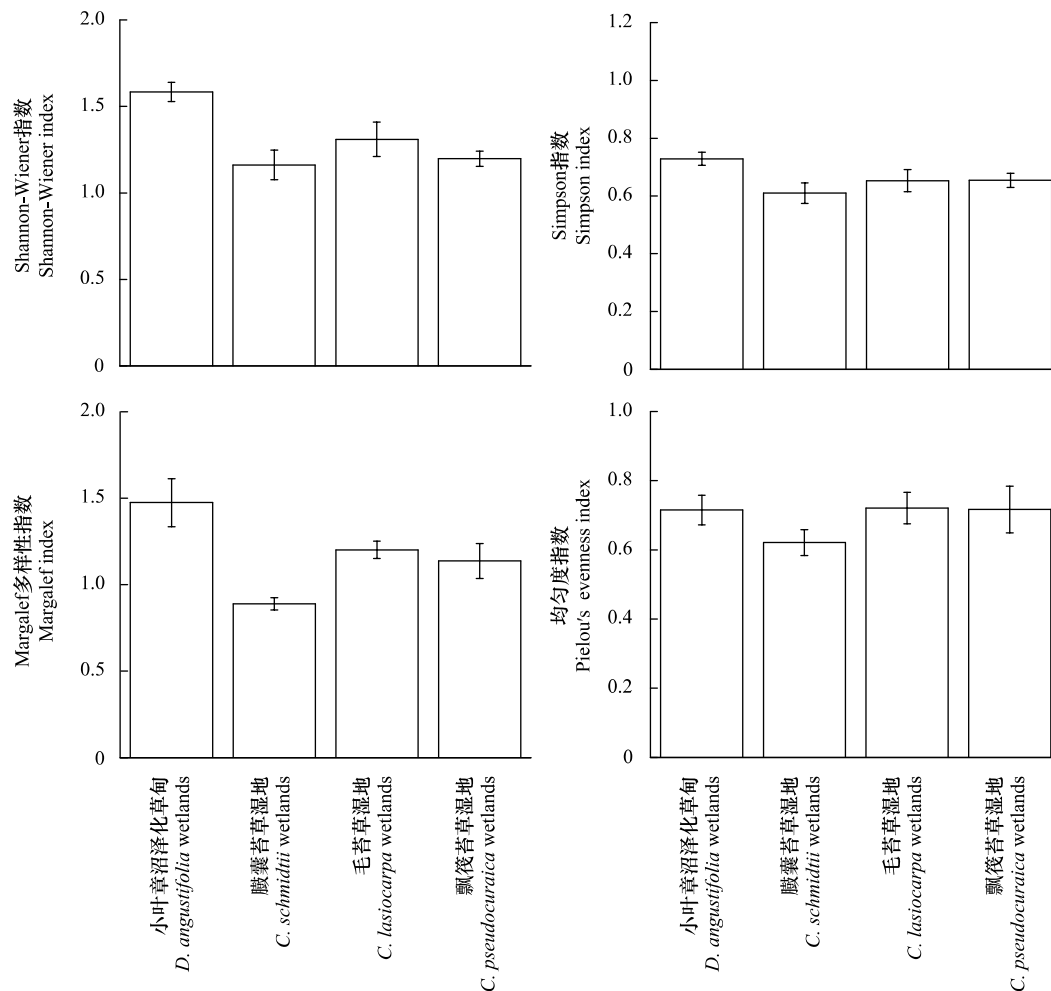 Shannon-Wiener指数
Shannon-Wiener index
2.0
1.5
1.0
0.5
0
Simpson指数
Simpson index
1.2
1.0
0.8
0.6
0.4
0.2
0
Margalef多样性指数
Margalef index
2.0
1.5
1.0
0.5
0
均匀度指数
Pielou's evenness index
1.0
0.8
0.6
0.4
0.2
0
小叶章沼泽化草甸
D. angustifolia wetlands
臌囊苔草湿地
C. schmidtii wetlands
毛苔草湿地
C. lasiocarpa wetlands
飘筏苔草湿地
C. pseudocuraica wetlands
小叶章沼泽化草甸
D. angustifolia wetlands
臌囊苔草湿地
C. schmidtii wetlands
毛苔草湿地
C. lasiocarpa wetlands
飘筏苔草湿地
C. pseudocuraica wetlands